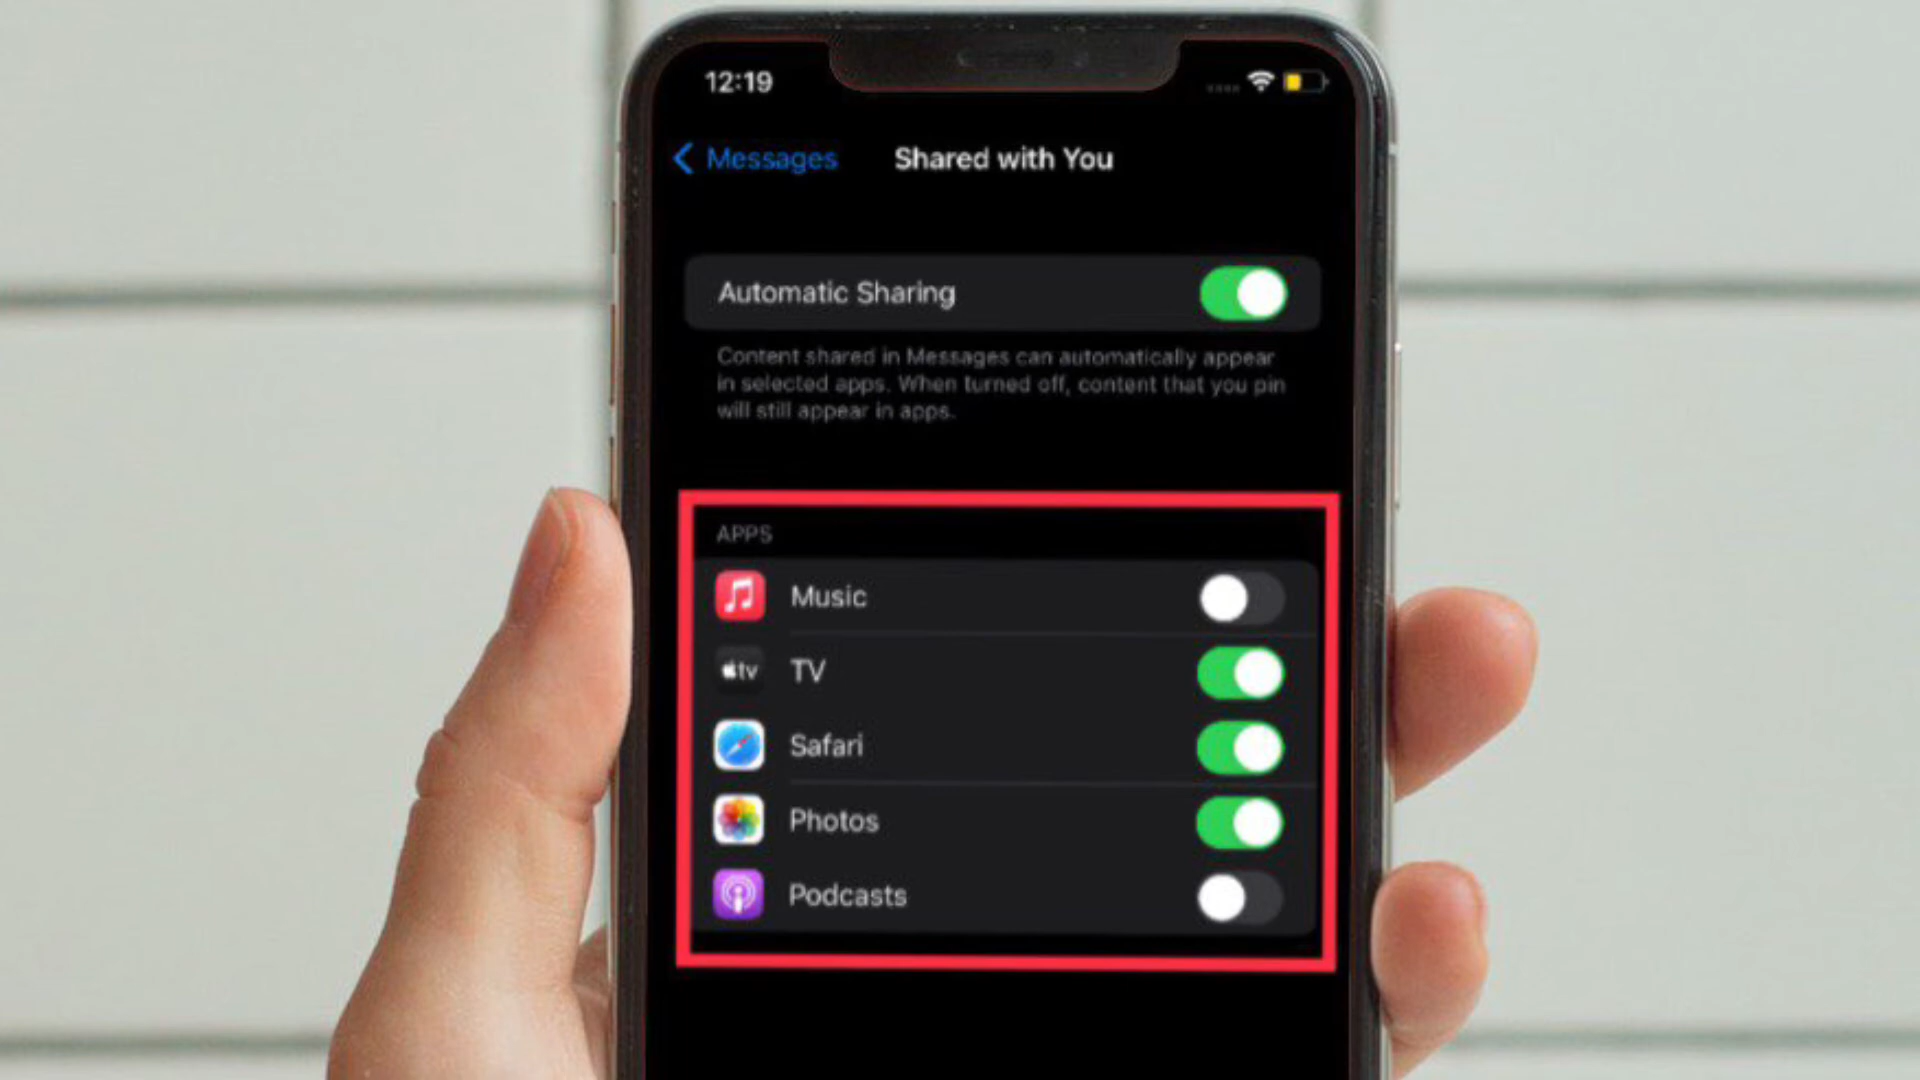 12:19
Messages
Shared with You
Automatic Sharing
Content shared in Messages can automatically appear
in selected apps. When turned off, content that you pin
will still appear in apps.
APPS
Music
tv
TV
Safari
Photos
Podcasts